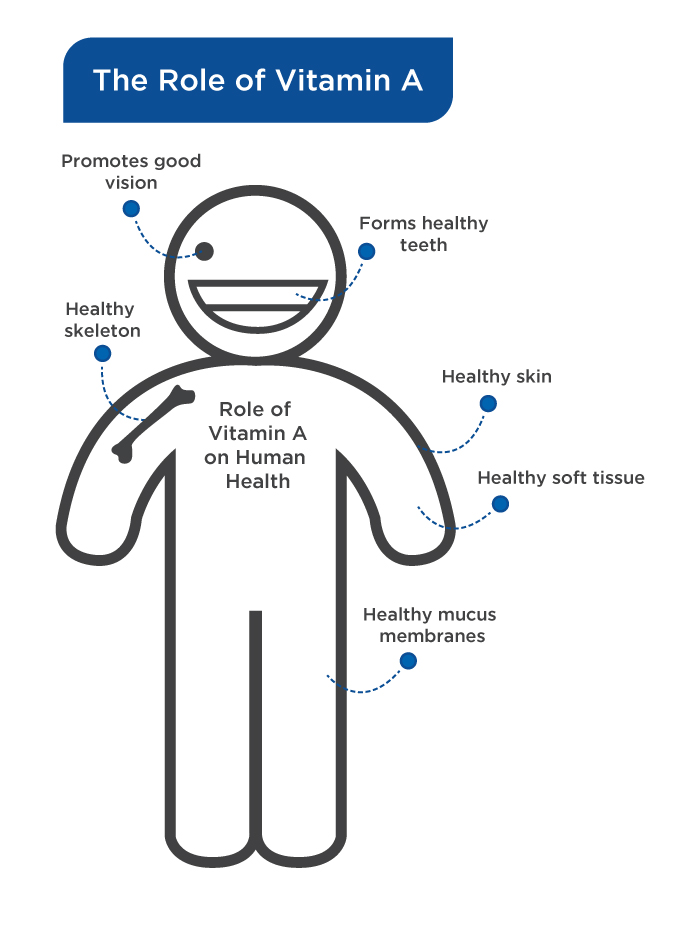 The Role of Vitamin A
Promotes good
vision
Forms healthy
teeth
Healthy
skeleton
Healthy skin
Role of
Vitamin A
on Human
Health
Healthy soft tissue
Healthy mucus
membranes